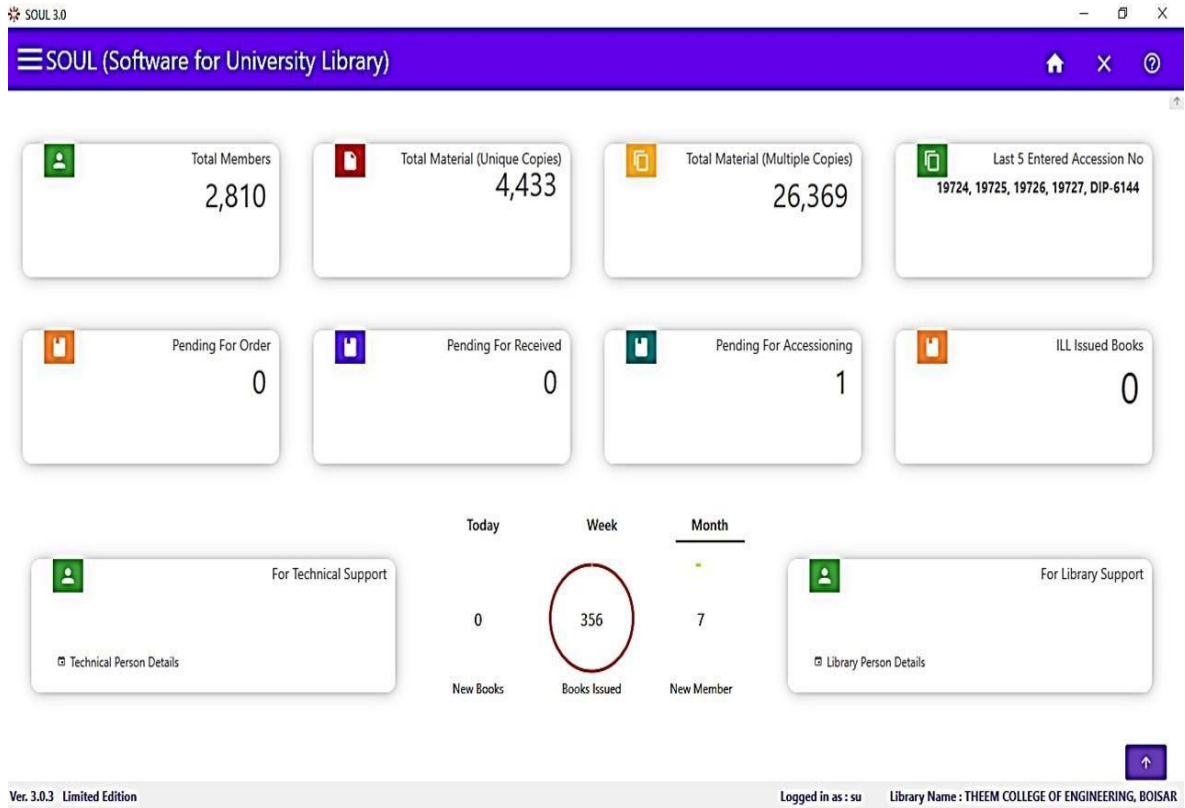 SOUL 3.0
SOUL (Software for University Library)
Total Members
2,810
Total Material (Unique Copies)
4,433
Total Material (Multiple Copies)
26,369
Last 5 Entered Accession No
19724, 19725, 19726, 19727, DIP-6144
Pending For Order
0
Pending For Received
0
Pending For Accessioning
1
ILL Issued Books
0
Today Week Month
For Technical Support
Technical Person Details
0 356 7
New Books Books Issued New Member
For Library Support
Library Person Details
Ver. 3.0.3 Limited Edition
Logged in as : su
Library Name : THEEM COLLEGE OF ENGINEERING, BOISAR